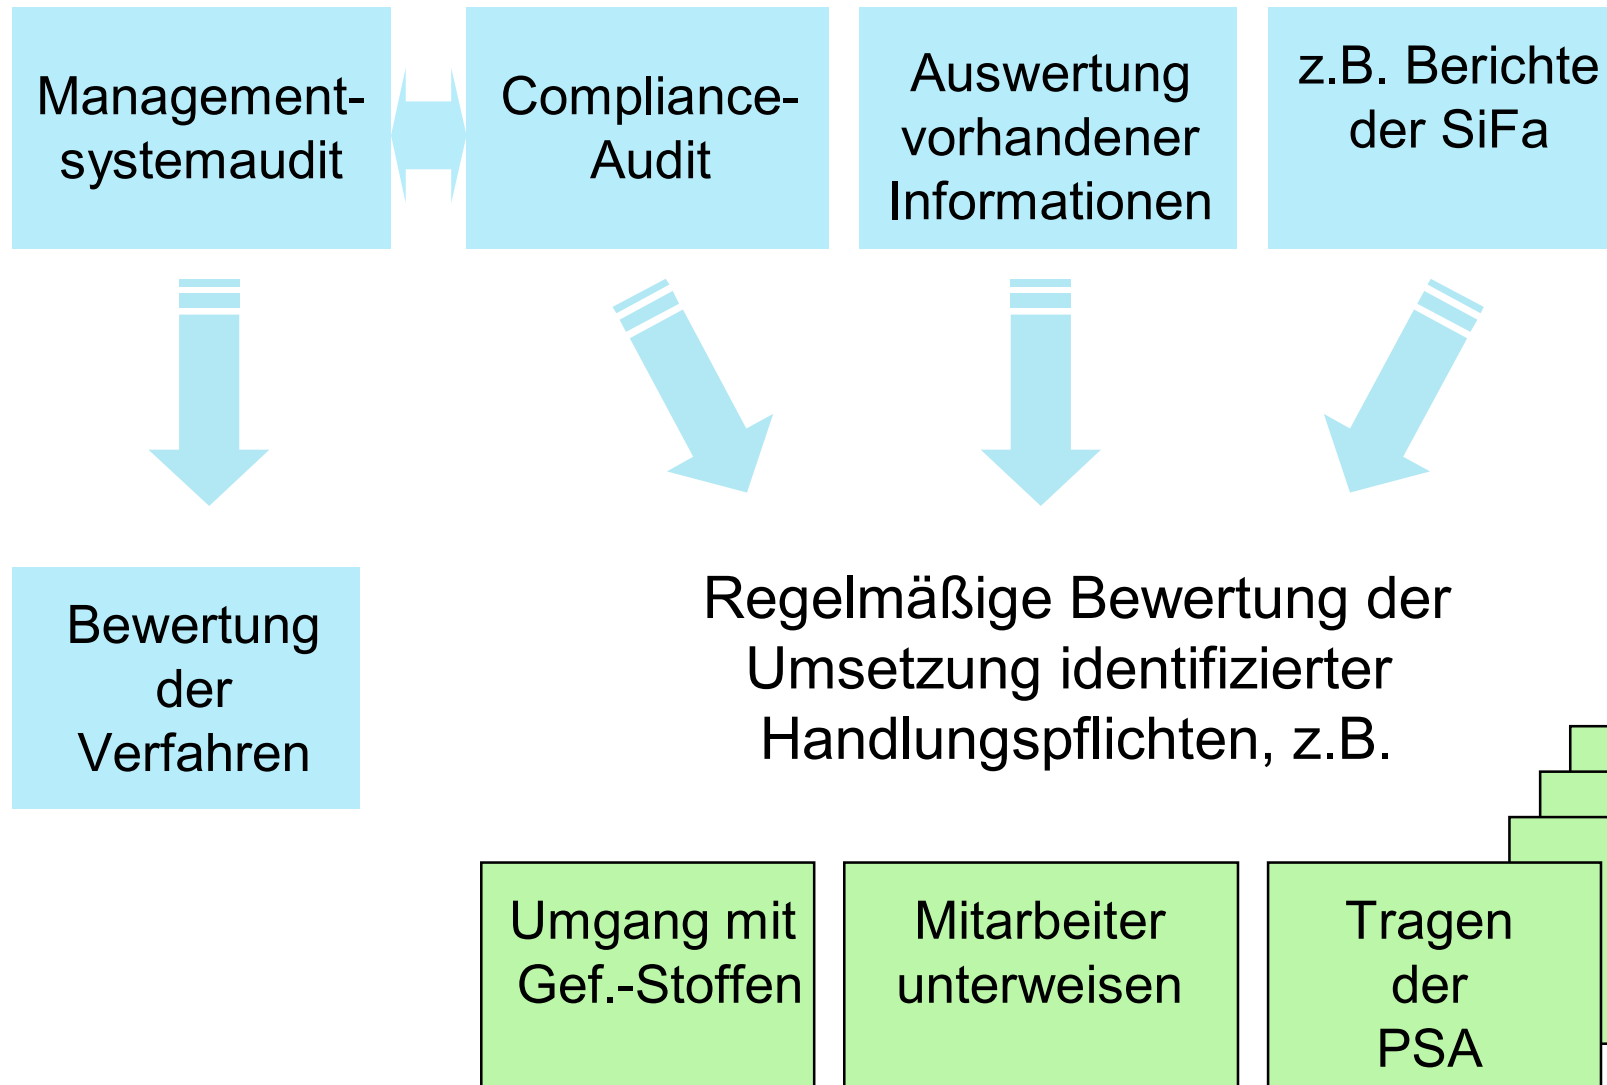 Management-
systemaudit
Compliance-
Audit
Auswertung
vorhandener
Informationen
z.B. Berichte
der SiFa
Bewertung
der
Verfahren
Regelmäßige Bewertung der
Umsetzung identifizierter
Handlungspflichten, z.B.
Umgang mit
Gef.-Stoffen
Mitarbeiter
unterweisen
Tragen
der
PSA